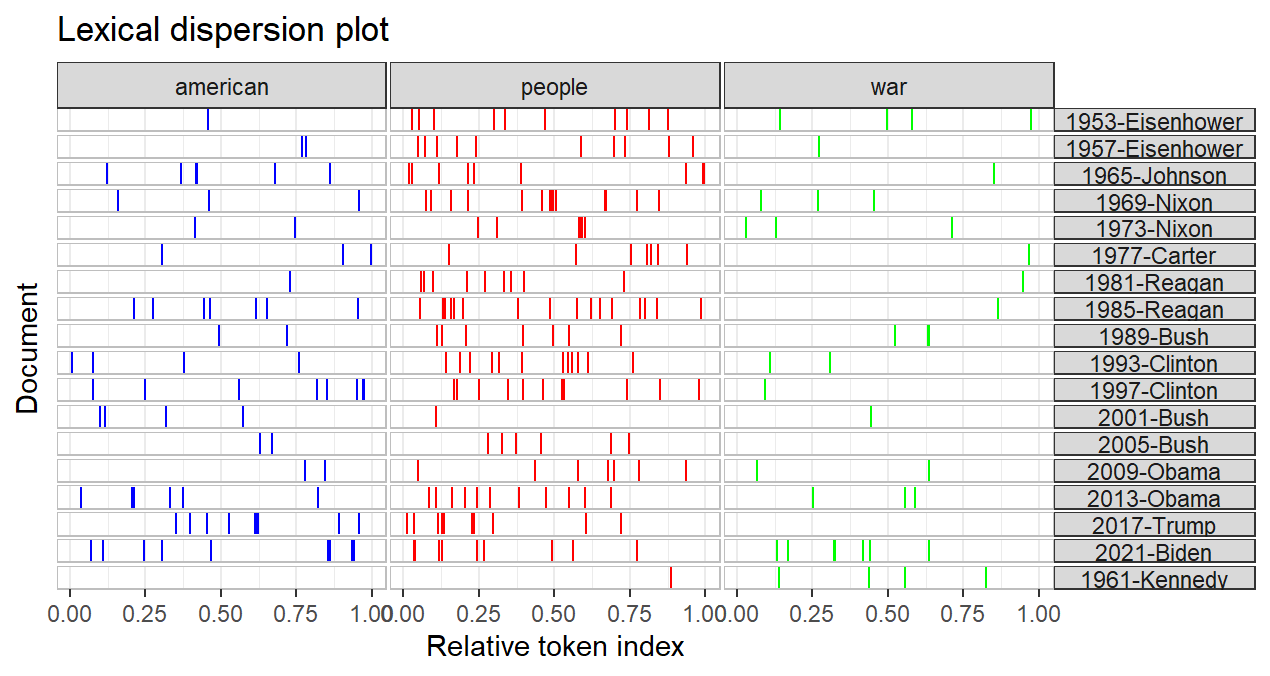 Lexical dispersion plot
american people war
1953-Eisenhower
1957-Eisenhower
1965-Johnson
1969-Nixon
1973-Nixon
1977-Carter
1981-Reagan
1985-Reagan
1989-Bush
1993-Clinton
1997-Clinton
2001-Bush
2005-Bush
2009-Obama
2013-Obama
2017-Trump
2021-Biden
1961-Kennedy
Document
0.00 0.25 0.50 0.75 1.00 0.00 0.25 0.50 0.75 1.00 0.00 0.25 0.50 0.75 1.00
Relative token index